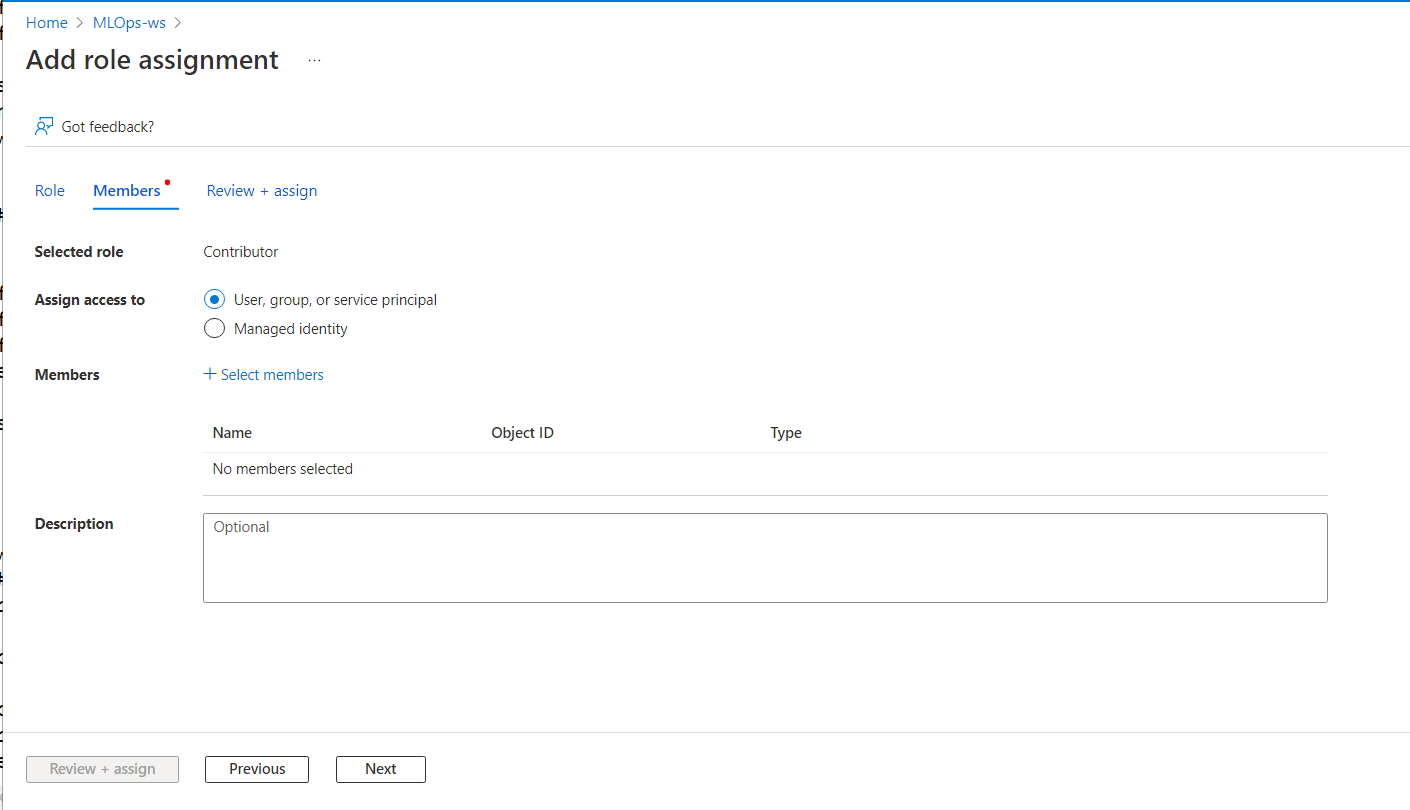 Home > MLOps-ws >
Add role assignment ...
Got feedback?
Role Members Review + assign
Selected role Contributor
Assign access to User, group, or service principal
Managed identity
Members + Select members
Name Object ID Type
No members selected
Description Optional
Review + assign Previous Next